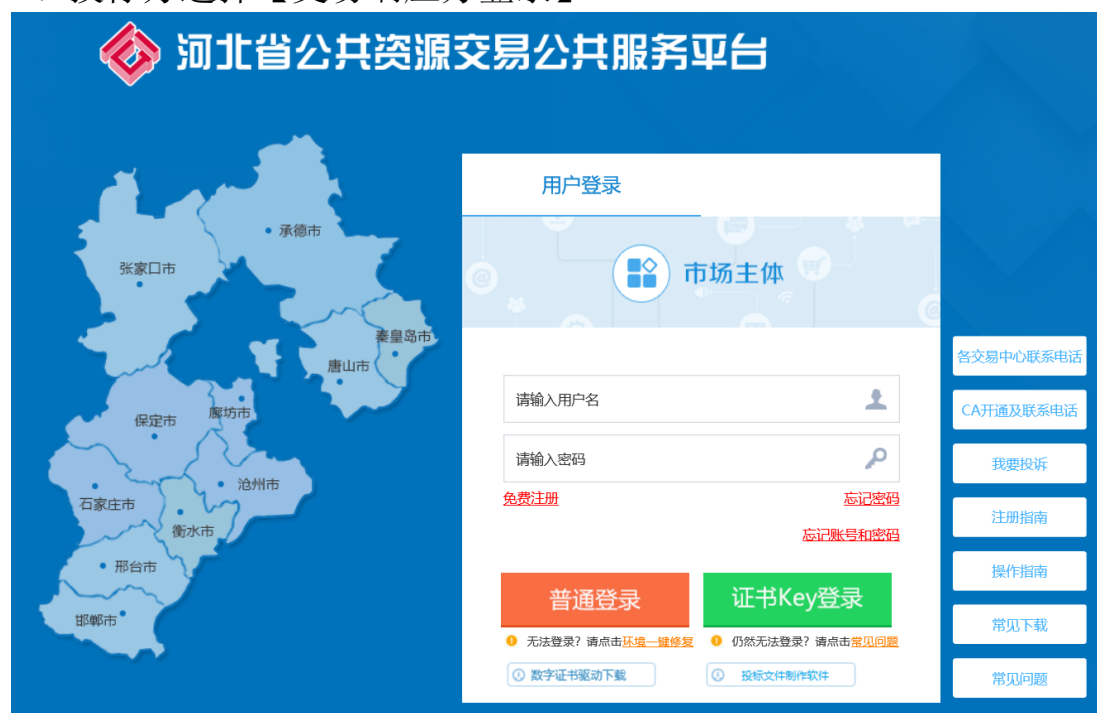 河北省公共资源交易公共服务平台
用户登录
市场主体
承德市
张家口市
秦皇岛市
唐山市
廊坊市
保定市
沧州市
石家庄市
衡水市
邢台市
邯郸市
请输入用户名
请输入密码
免费注册 忘记密码
忘记账号和密码
普通登录 证书Key登录
无法登录？请点击环境一键修复 仍然无法登录？请点击常见问题
数字证书驱动下载 投标文件制作软件
各交易中心联系电话
CA开通及联系电话
我要投诉
注册指南
操作指南
常见下载
常见问题